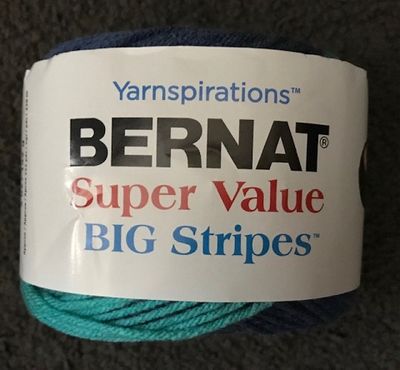 Yarnspirations™
BERNAT®
Super Value
BIG Stripes™